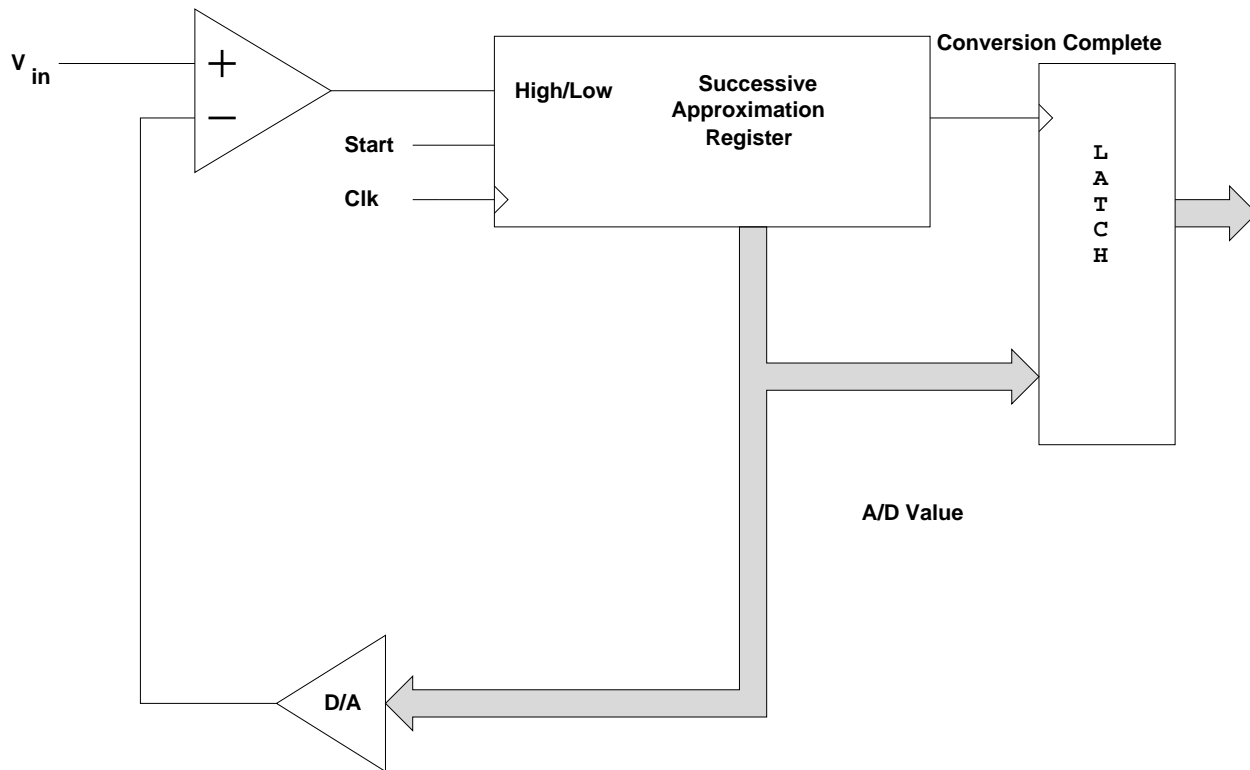 V in
+
−
High/Low
Start
Clk
Successive
Approximation
Register
Conversion Complete
L
A
T
C
H
A/D Value
D/A